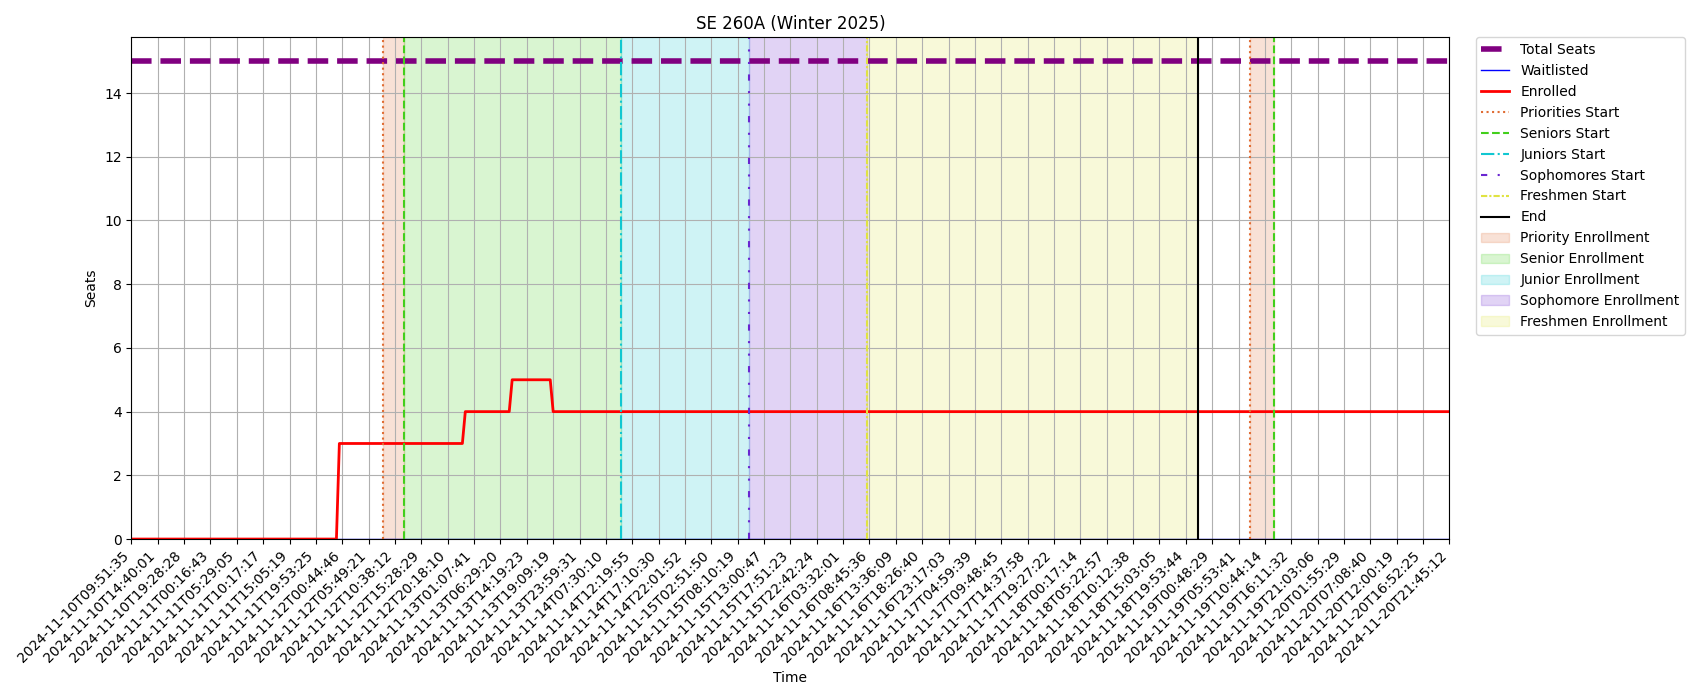 SE 260A (Winter 2025)
Seats
14
12
10
8
6
4
2
0
2024-11-10T09:51:35
2024-11-10T14:40:01
2024-11-10T19:28:28
2024-11-11T00:16:43
2024-11-11T05:29:05
2024-11-11T10:17:17
2024-11-11T15:05:19
2024-11-11T19:53:25
2024-11-12T00:44:46
2024-11-12T05:49:21
2024-11-12T10:38:12
2024-11-12T15:28:29
2024-11-12T20:18:10
2024-11-13T01:07:41
2024-11-13T06:29:20
2024-11-13T14:19:23
2024-11-13T19:09:19
2024-11-13T23:59:31
2024-11-14T07:30:10
2024-11-14T12:19:55
2024-11-14T17:10:30
2024-11-14T22:01:52
2024-11-15T02:51:50
2024-11-15T08:10:19
2024-11-15T13:00:47
2024-11-15T17:51:23
2024-11-15T22:42:24
2024-11-16T03:32:01
2024-11-16T08:45:36
2024-11-16T13:36:09
2024-11-16T18:26:40
2024-11-16T23:17:03
2024-11-17T04:59:39
2024-11-17T09:48:45
2024-11-17T14:37:58
2024-11-17T19:27:22
2024-11-18T00:17:14
2024-11-18T05:22:57
2024-11-18T10:12:38
2024-11-18T15:03:05
2024-11-18T19:53:44
2024-11-19T00:48:29
2024-11-19T05:53:41
2024-11-19T10:44:14
2024-11-19T16:11:32
2024-11-19T21:03:06
2024-11-20T01:55:29
2024-11-20T07:08:40
2024-11-20T12:00:19
2024-11-20T16:52:25
2024-11-20T21:45:12
Time
Total Seats
Waitlisted
Enrolled
Priorities Start
Seniors Start
Juniors Start
Sophomores Start
Freshmen Start
End
Priority Enrollment
Senior Enrollment
Junior Enrollment
Sophomore Enrollment
Freshmen Enrollment